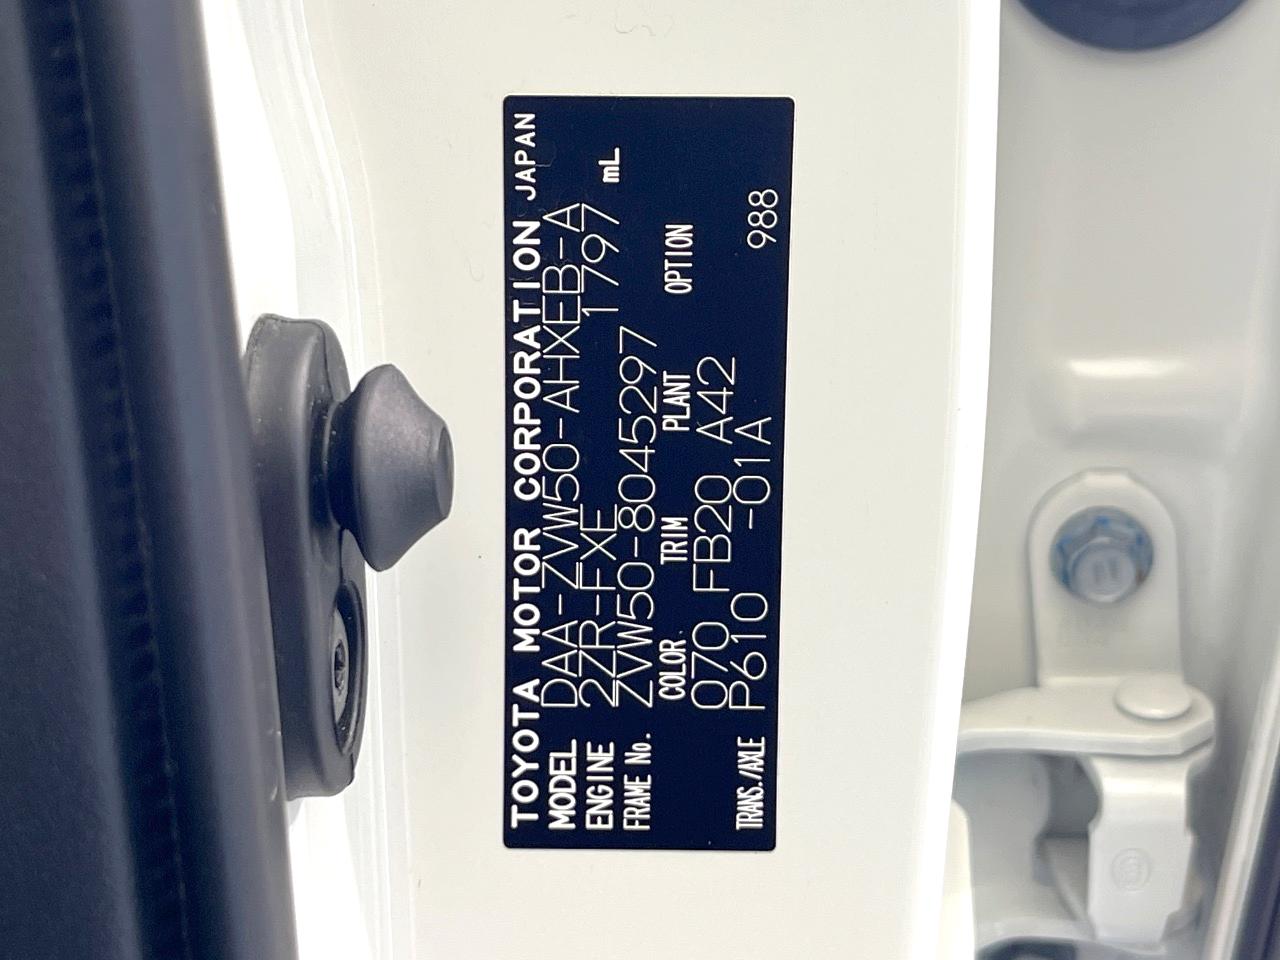 TOYOTA MOTOR CORPORATION JAPAN
MODEL DAA-ZVW50-AHXEB-A
ENGINE 2ZR-FXE 1797 mL
FRAME No. ZVW50-8045297
COLOR TRIM PLANT OPTION
070 FB20 A42
TRANS./AXLE P610 -01A 988